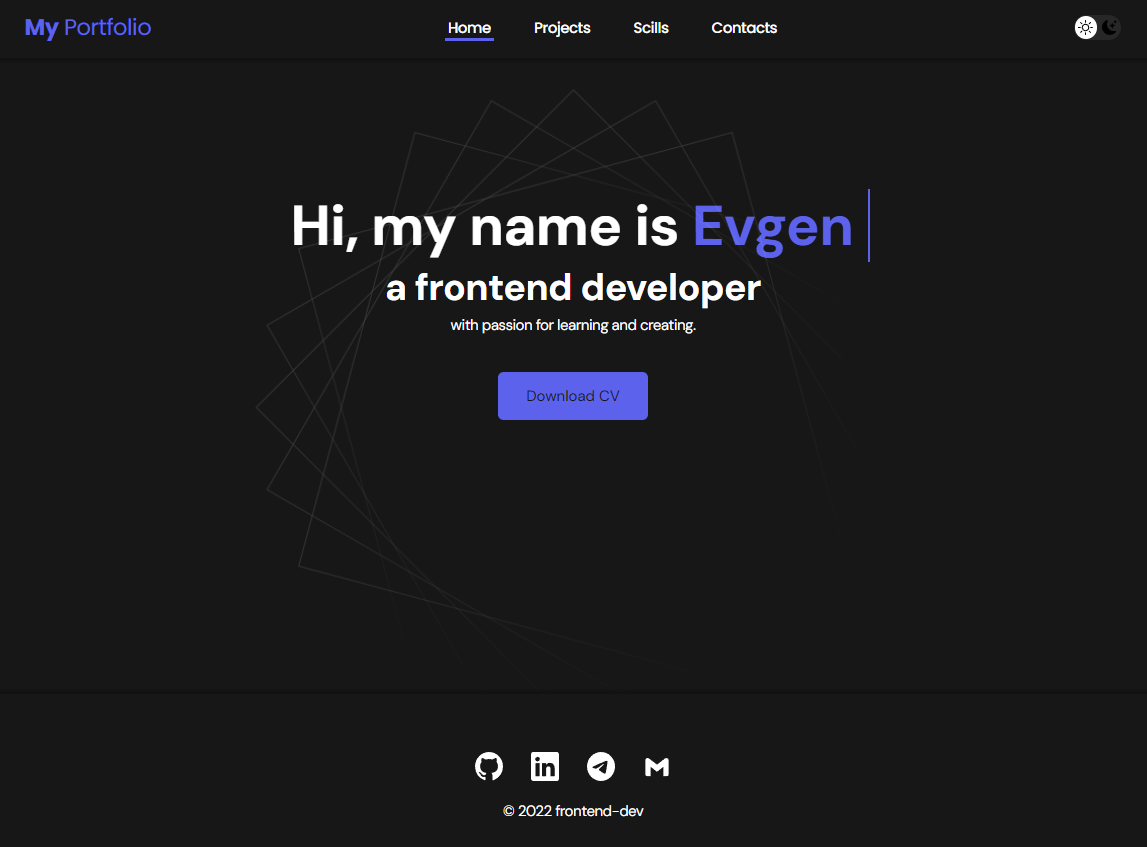 My Portfolio
Home Projects Scills Contacts
Hi, my name is Evgen
a frontend developer
with passion for learning and creating.
Download CV
© 2022 frontend-dev